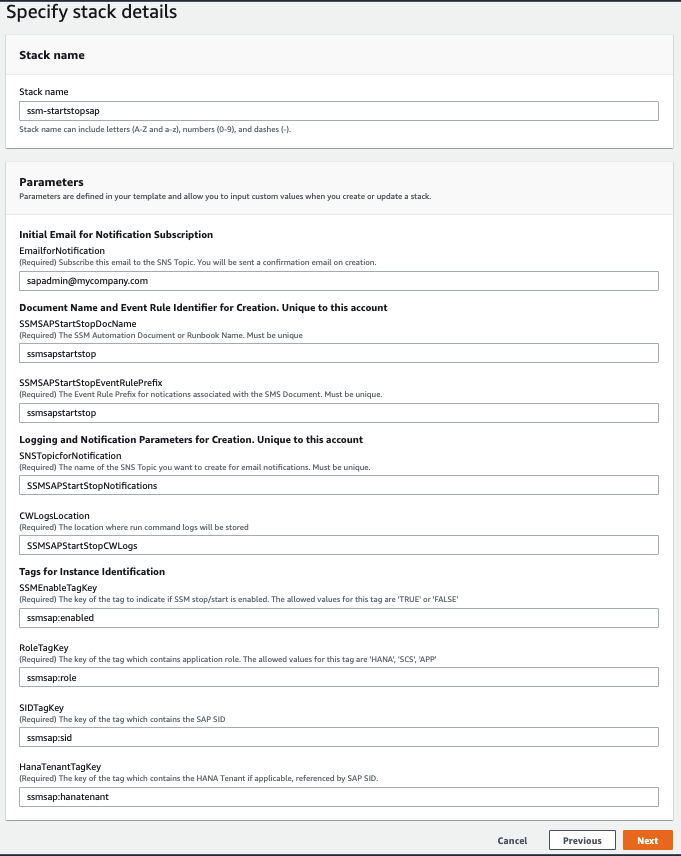 Specify stack details
Stack name
Stack name
ssm-startstopsap
Stack name can include letters (A-Z and a-z), numbers (0-9), and dashes (-).
Parameters
Parameters are defined in your template and allow you to input custom values when you create or update a stack.
Initial Email for Notification Subscription
EmailforNotification
(Required) Subscribe this email to the SNS Topic. You will be sent a confirmation email on creation.
sapadmin@mycompany.com
Document Name and Event Rule Identifier for Creation. Unique to this account
SSMSAPStartStopDocName
(Required) The SSM Automation Document or Runbook Name. Must be unique
ssmsapstartstop
SSMSAPStartStopEventRulePrefix
(Required) The Event Rule Prefix for notications associated with the SMS Document. Must be unique.
ssmsapstartstop
Logging and Notification Parameters for Creation. Unique to this account
SNSTopicforNotification
(Required) The name of the SNS Topic you want to create for email notifications. Must be unique.
SSMSAPStartStopNotifications
CWLogsLocation
(Required) The location where run command logs will be stored
SSMSAPStartStopCWLogs
Tags for Instance Identification
SSMEnableTagKey
(Required) The key of the tag to indicate if SSM stop/start is enabled. The allowed values for this tag are 'TRUE' or 'FALSE'
ssmsap:enabled
RoleTagKey
(Required) The key of the tag which contains application role. The allowed values for this tag are 'HANA', 'SCS', 'APP'
ssmsap:role
SIDTagKey
(Required) The key of the tag which contains the SAP SID
ssmsap:sid
HanaTenantTagKey
(Required) The key of the tag which contains the HANA Tenant if applicable, referenced by SAP SID.
ssmsap:hanatenant
Cancel
Previous
Next